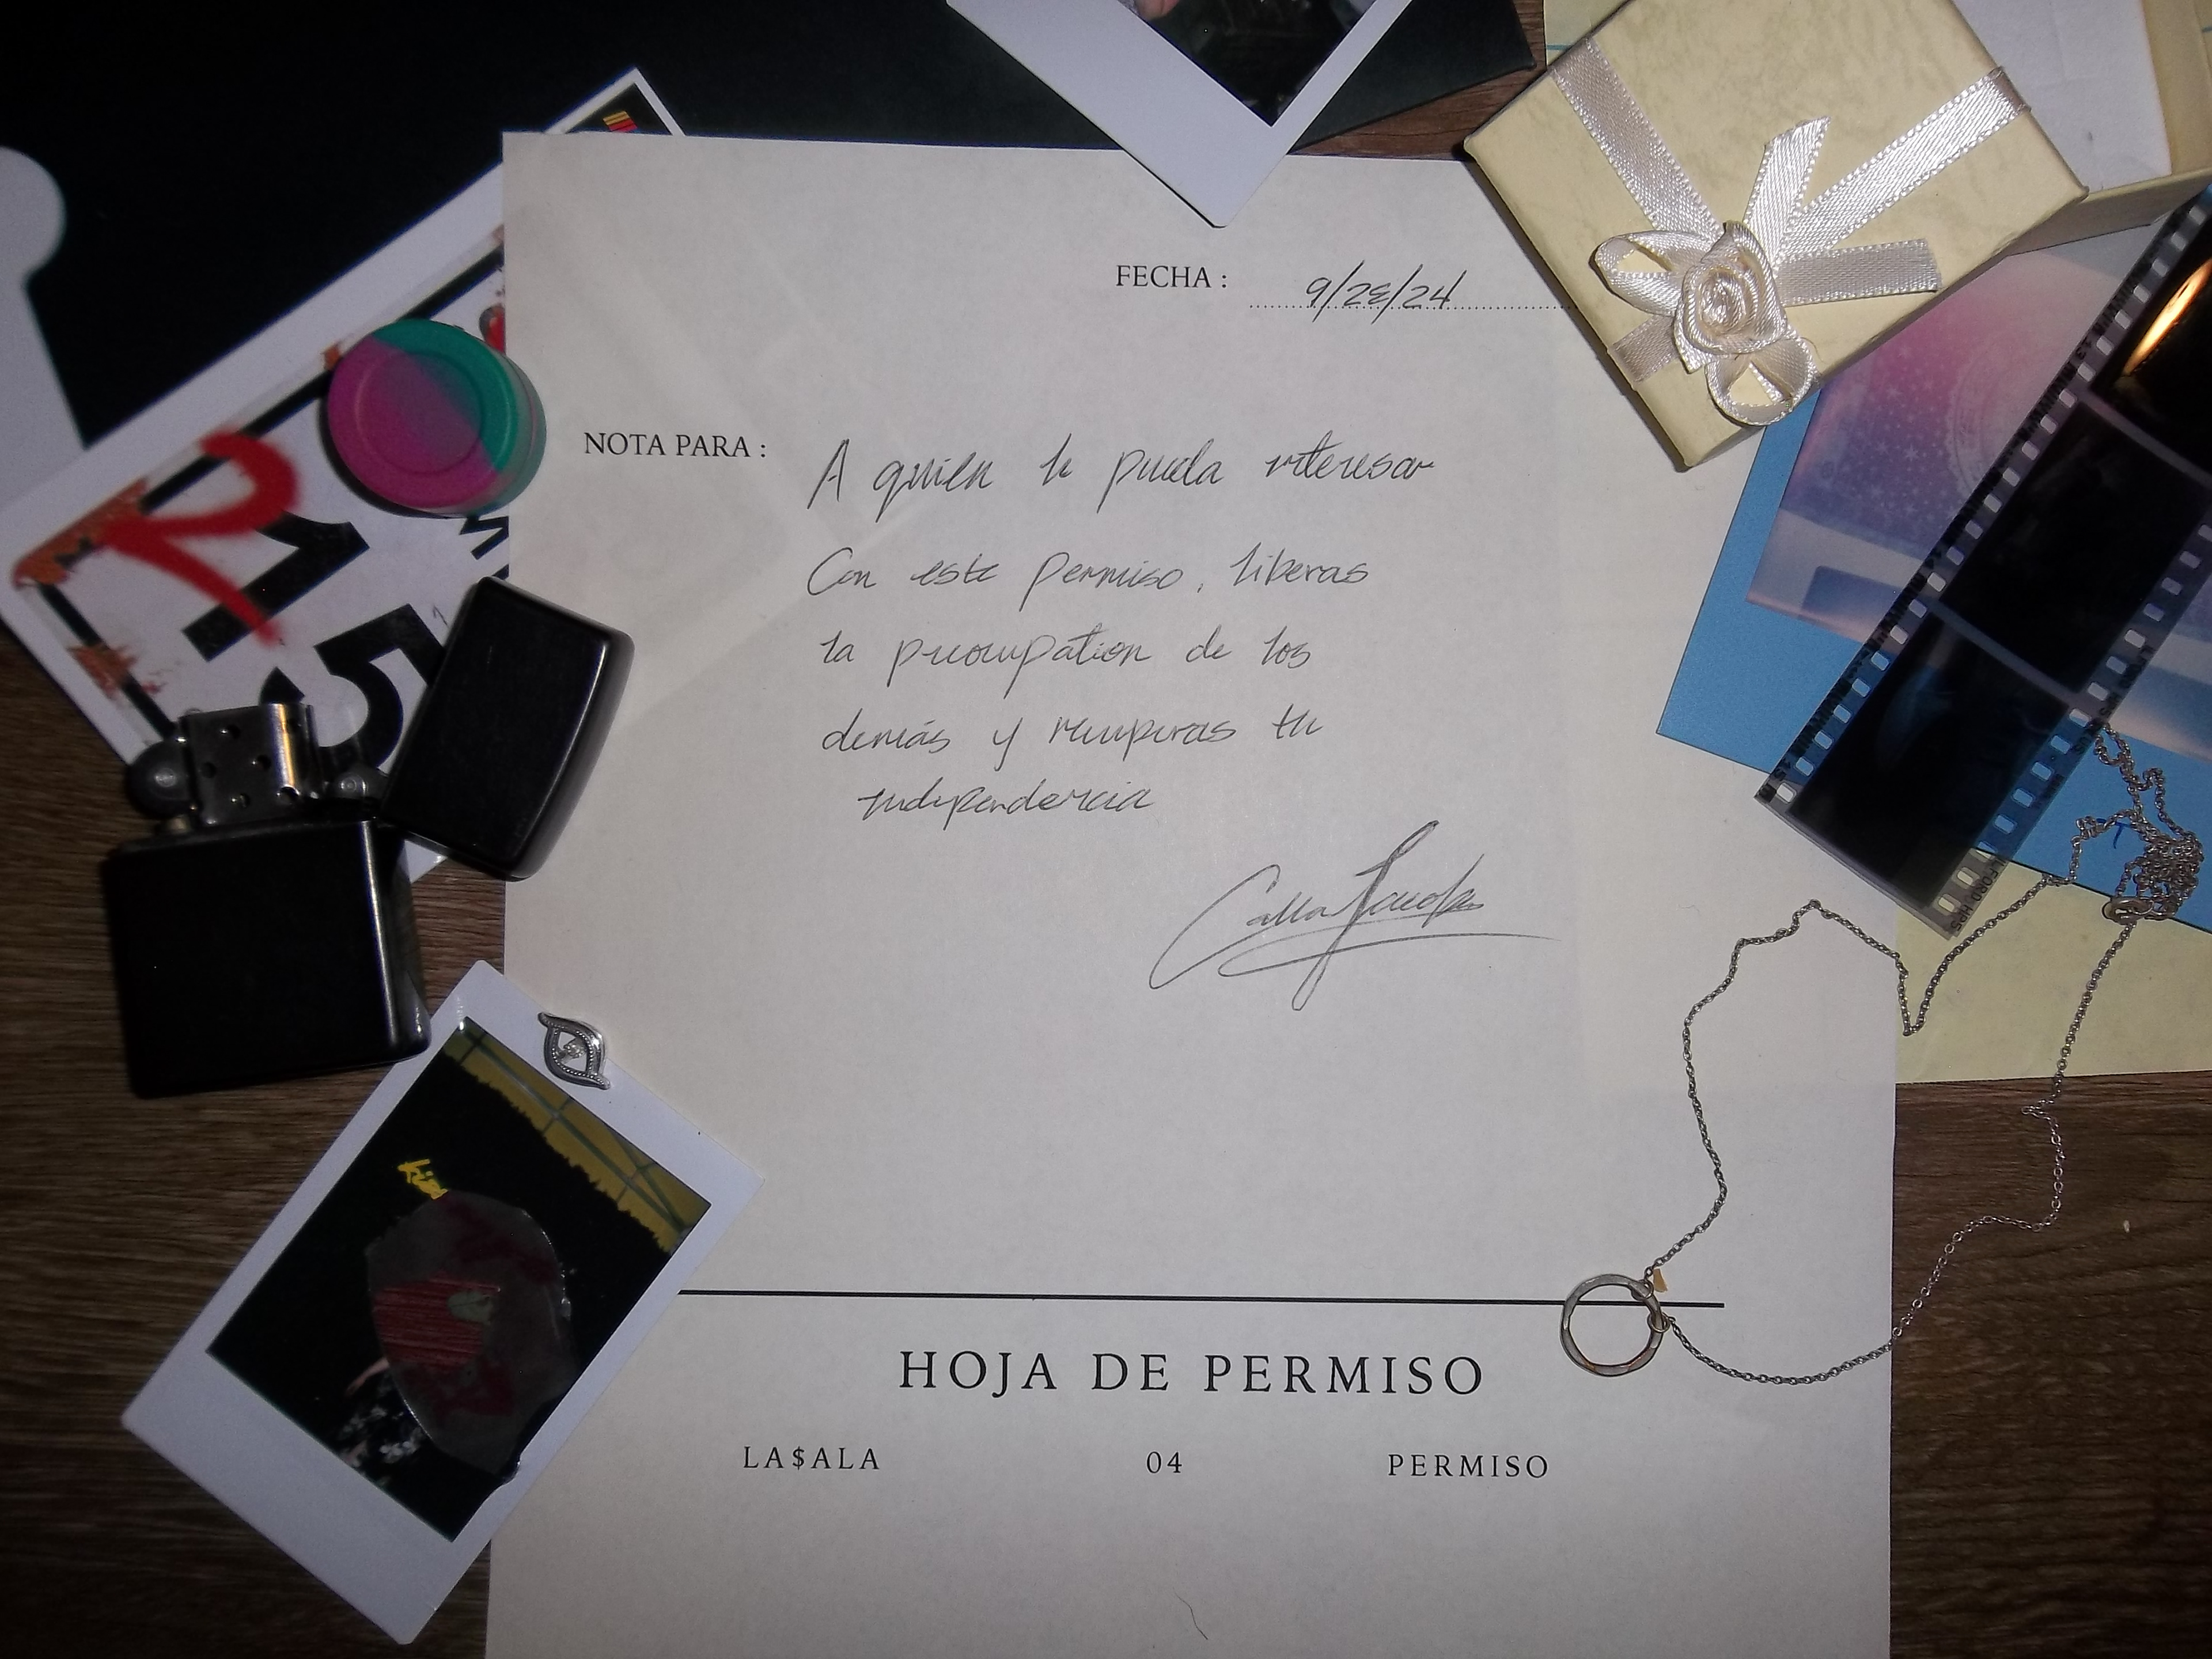 FECHA :
9/28/24
NOTA PARA :
A quien le pueda interesar
Con este permiso, liberas
la preocupation de los
demás y recuperas tu
independencia
R
15
HOJA DE PERMISO
LA$ALA 04 PERMISO